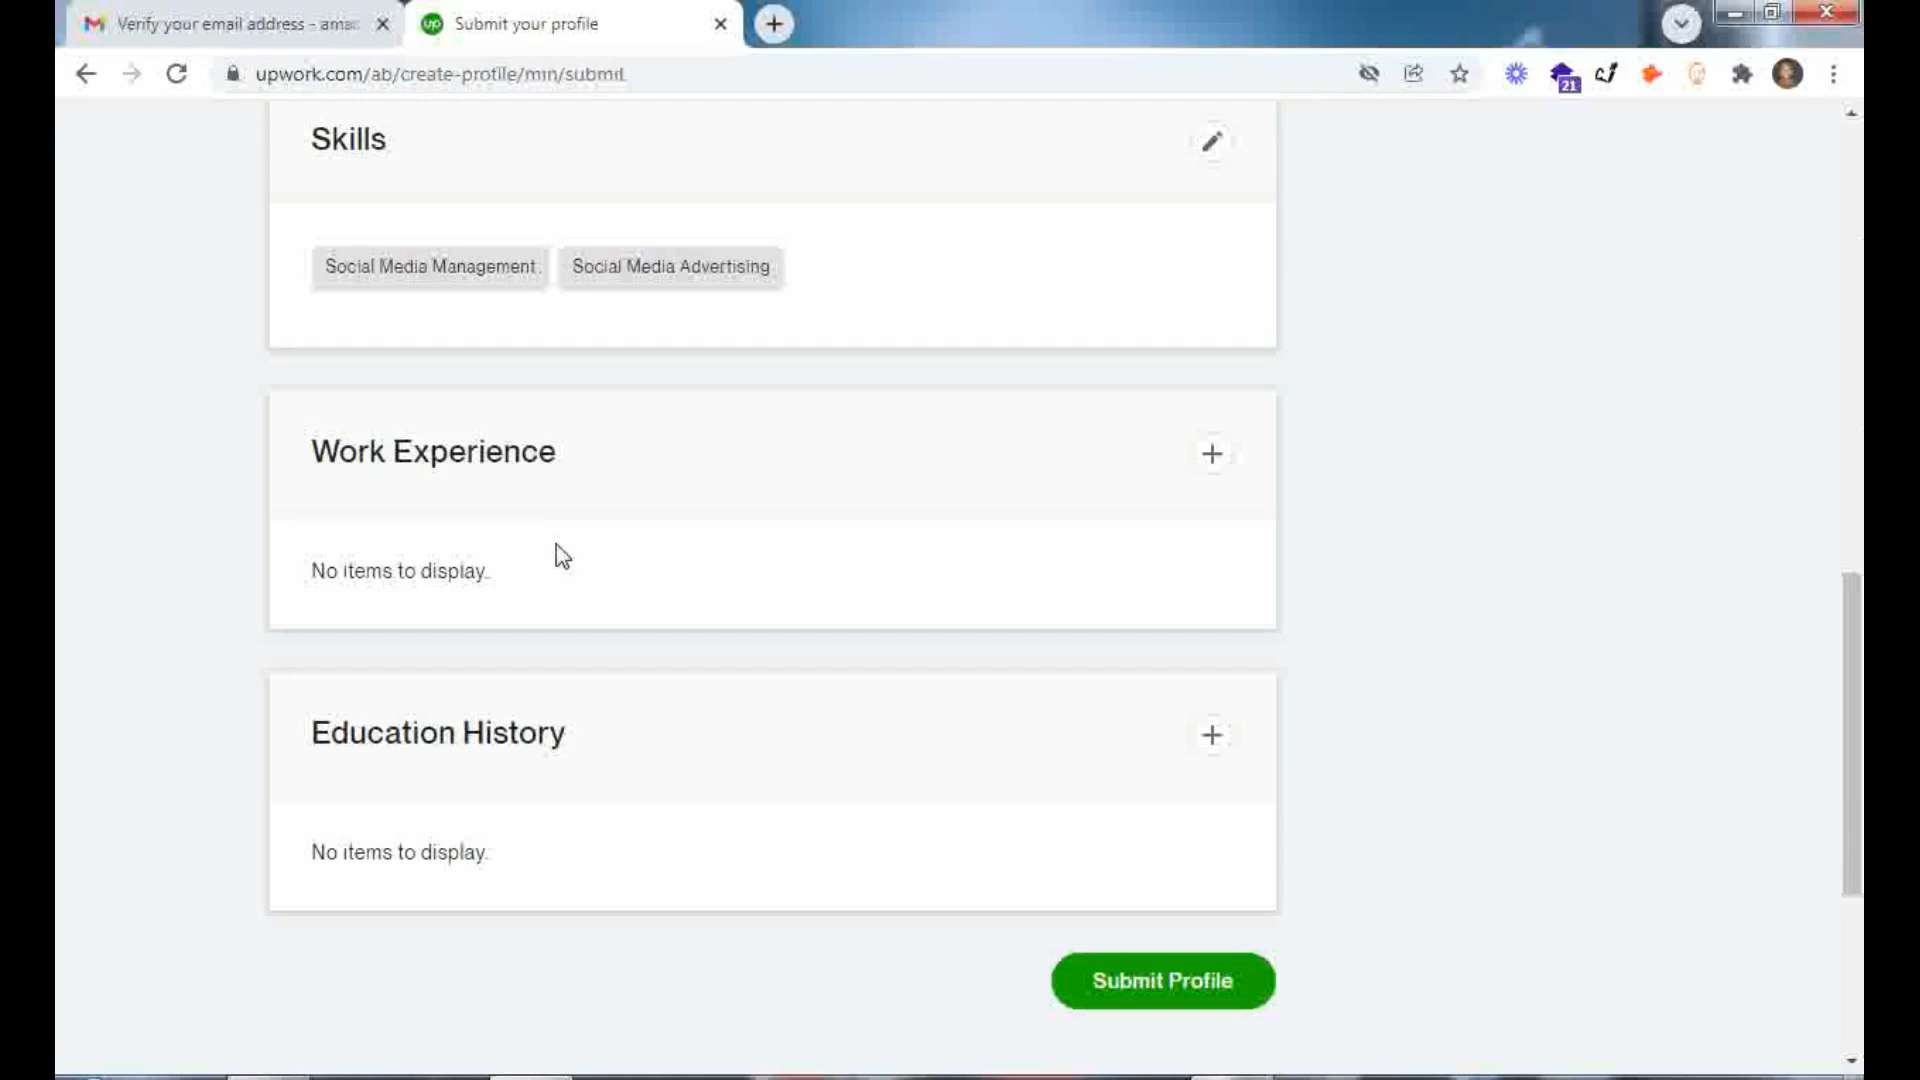 Verify your email address - ama
Submit your profile
upwork.com/ab/create-profile/min/submit
21
Skills
Social Media Management
Social Media Advertising
Work Experience
No items to display.
Education History
No items to display.
Submit Profile